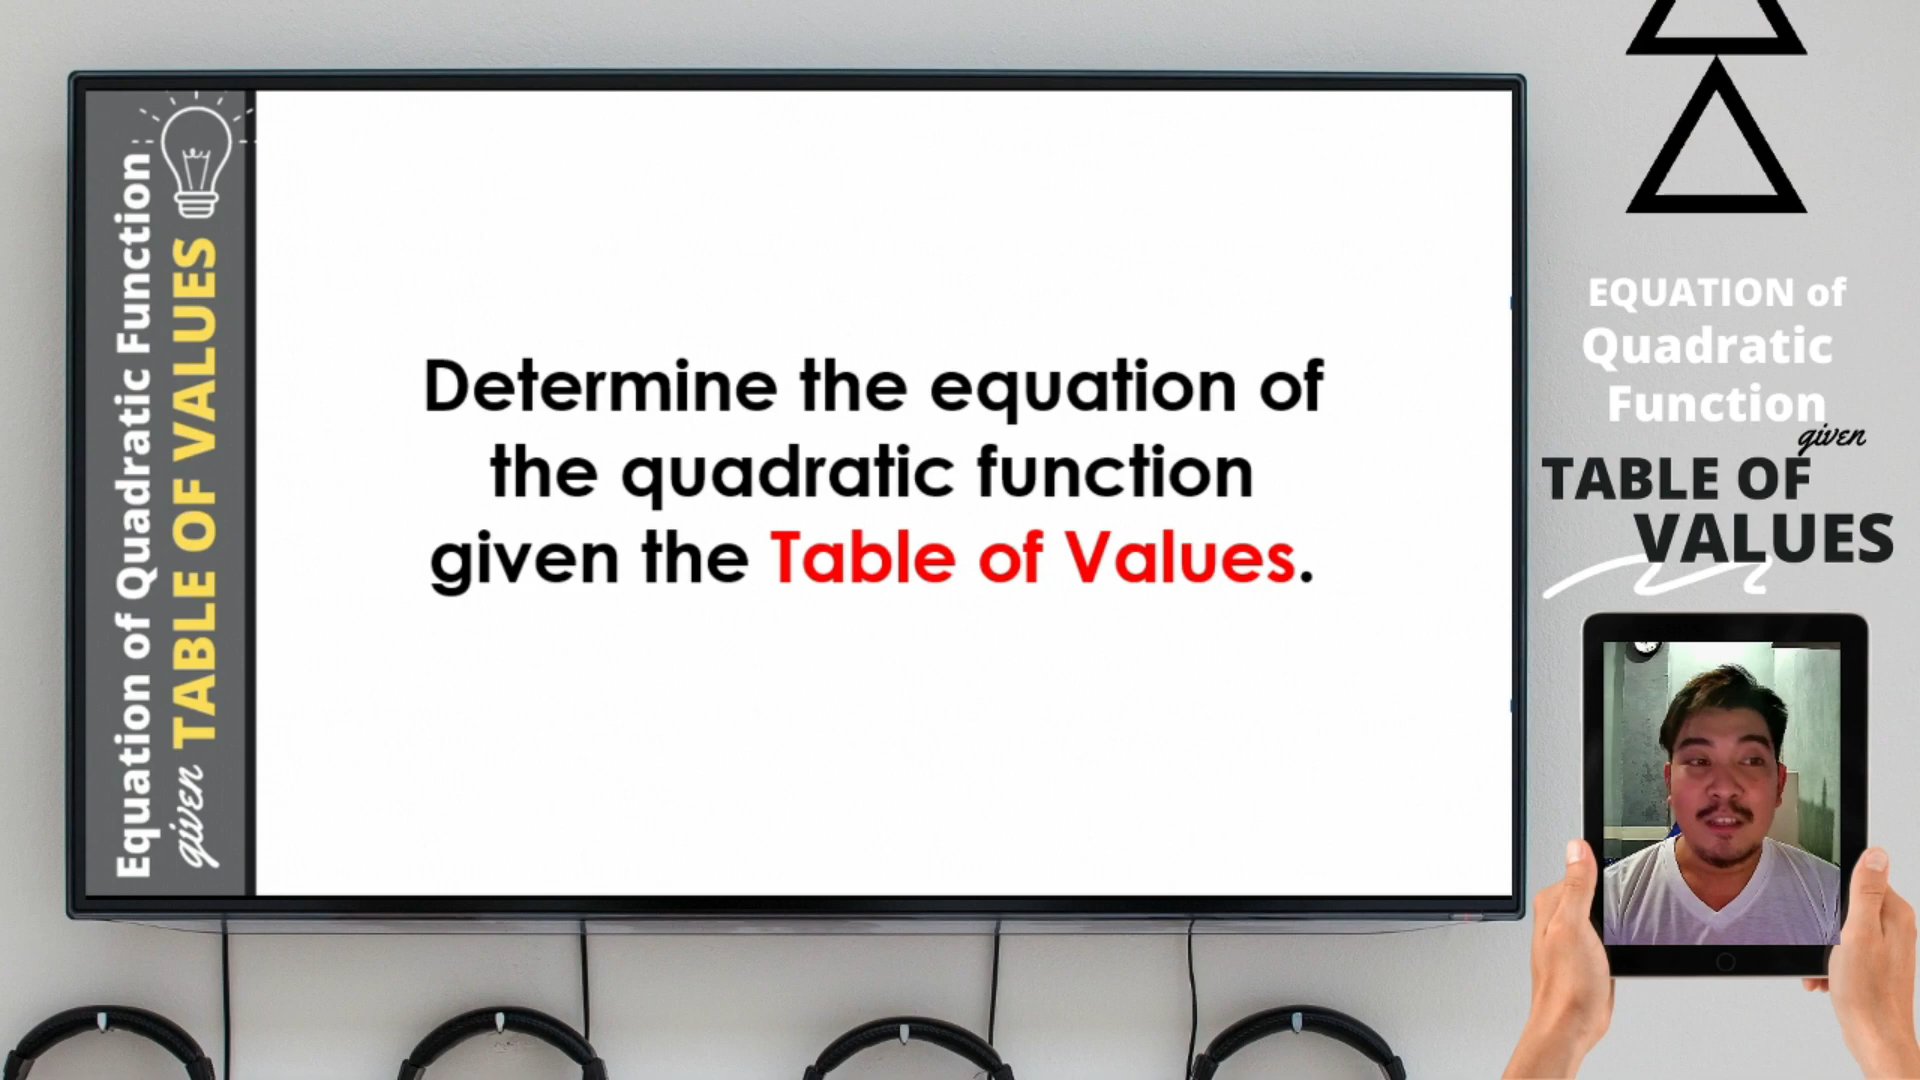 Equation of Quadratic Function
given TABLE OF VALUES
Determine the equation of
the quadratic function
given the Table of Values.
EQUATION of
Quadratic
Function
given
TABLE OF
VALUES